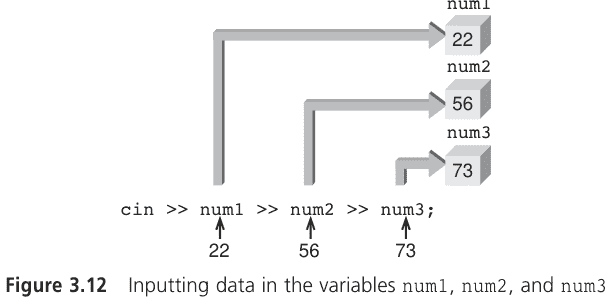 num1
22
num2
56
num3
73
cin >> num1 >> num2 >> num3;
22 56 73
Figure 3.12 Inputting data in the variables num1, num2, and num3